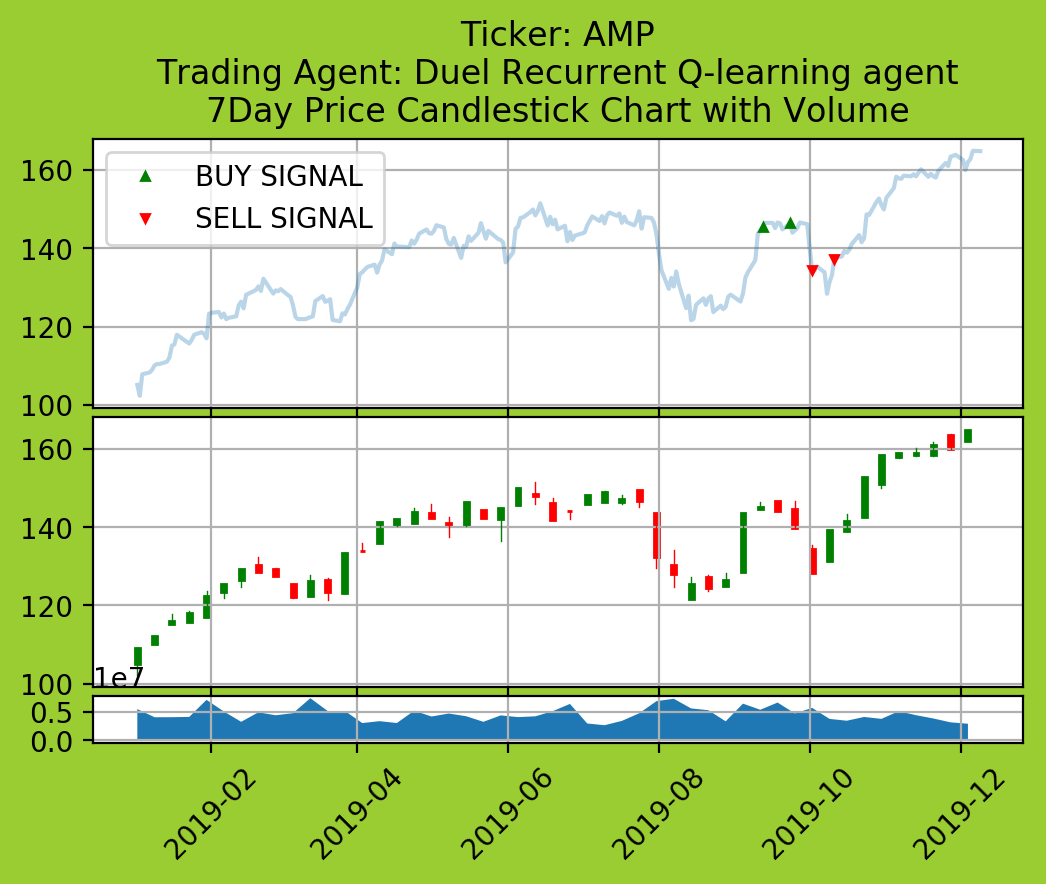 Ticker: AMP
Trading Agent: Duel Recurrent Q-learning agent
7Day Price Candlestick Chart with Volume
BUY SIGNAL
SELL SIGNAL
160
140
120
100
160
140
120
100
1e7
0.5
0.0
2019-02
2019-04
2019-06
2019-08
2019-10
2019-12